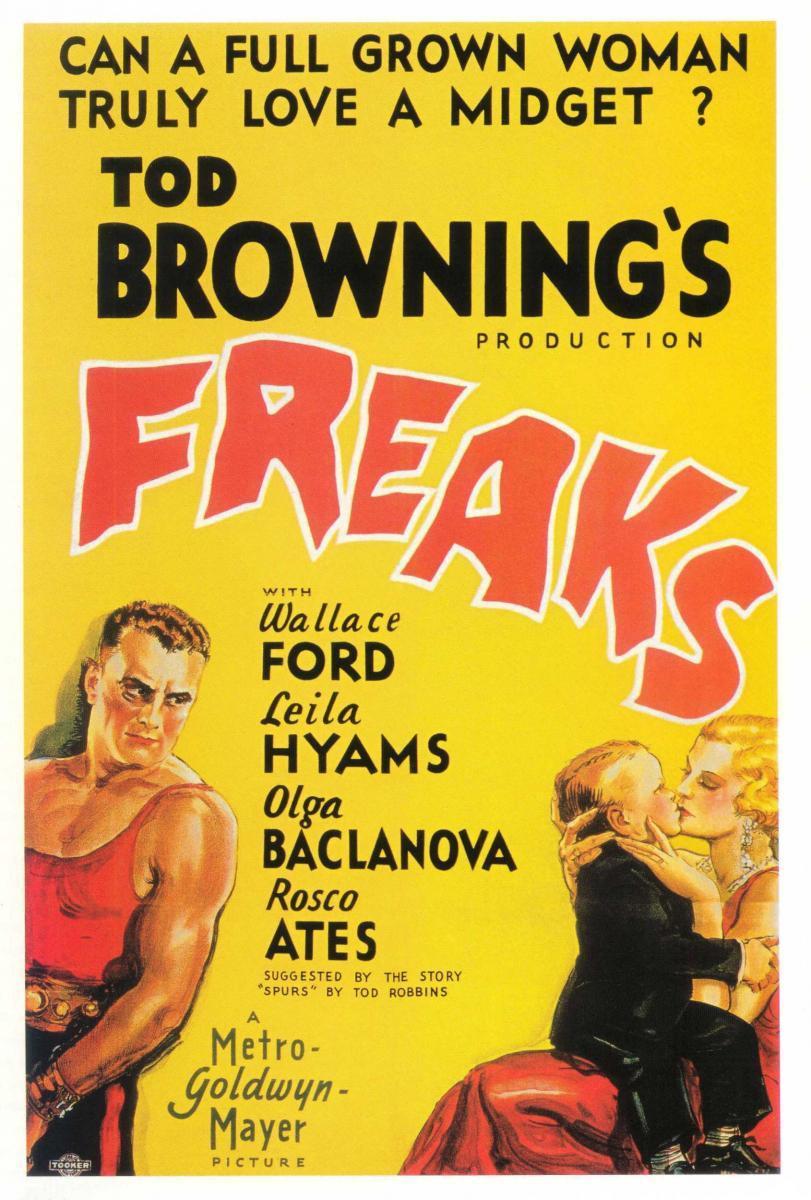 CAN A FULL GROWN WOMAN
TRULY LOVE A MIDGET ?
TOD
BROWNING'S
PRODUCTION
FREAKS
WITH
Wallace
FORD
Leila
HYAMS
Olga
BACLANOVA
Rosco
ATES
SUGGESTED BY THE STORY
"SPURS" BY TOD ROBBINS
A
Metro-
Goldwyn-
Mayer
PICTURE
TOOKER